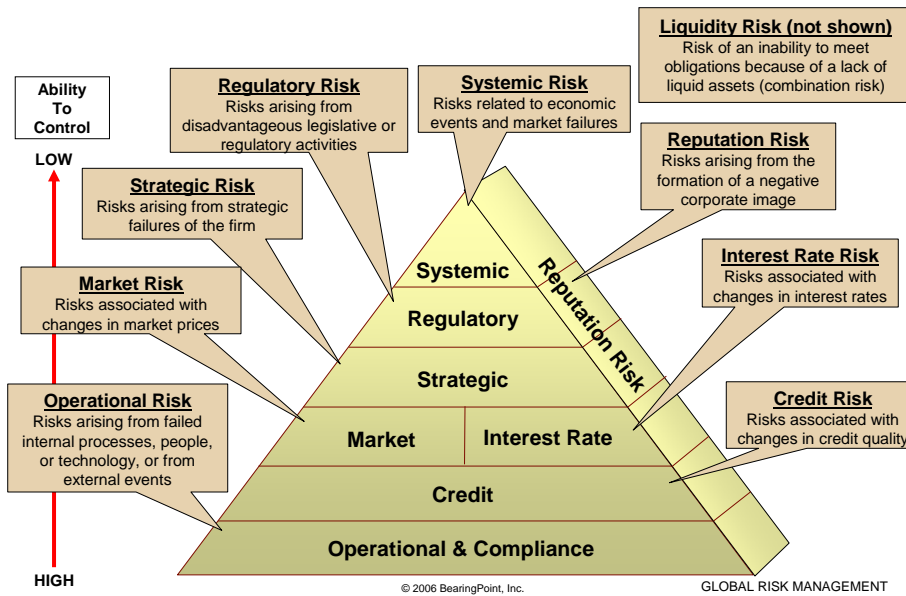 Liquidity Risk (not shown)
Risk of an inability to meet
obligations because of a lack of
liquid assets (combination risk)
Ability
To
Control
LOW
HIGH
Regulatory Risk
Risks arising from
disadvantageous legislative or
regulatory activities
Systemic Risk
Risks related to economic
events and market failures
Reputation Risk
Risks arising from the
formation of a negative
corporate image
Strategic Risk
Risks arising from strategic
failures of the firm
Interest Rate Risk
Risks associated with
changes in interest rates
Market Risk
Risks associated with
changes in market prices
Operational Risk
Risks arising from failed
internal processes, people,
or technology, or from
external events
Credit Risk
Risks associated with
changes in credit quality
Systemic
Regulatory
Strategic
Market
Interest Rate
Credit
Operational & Compliance
Reputation Risk
© 2006 BearingPoint, Inc.
GLOBAL RISK MANAGEMENT